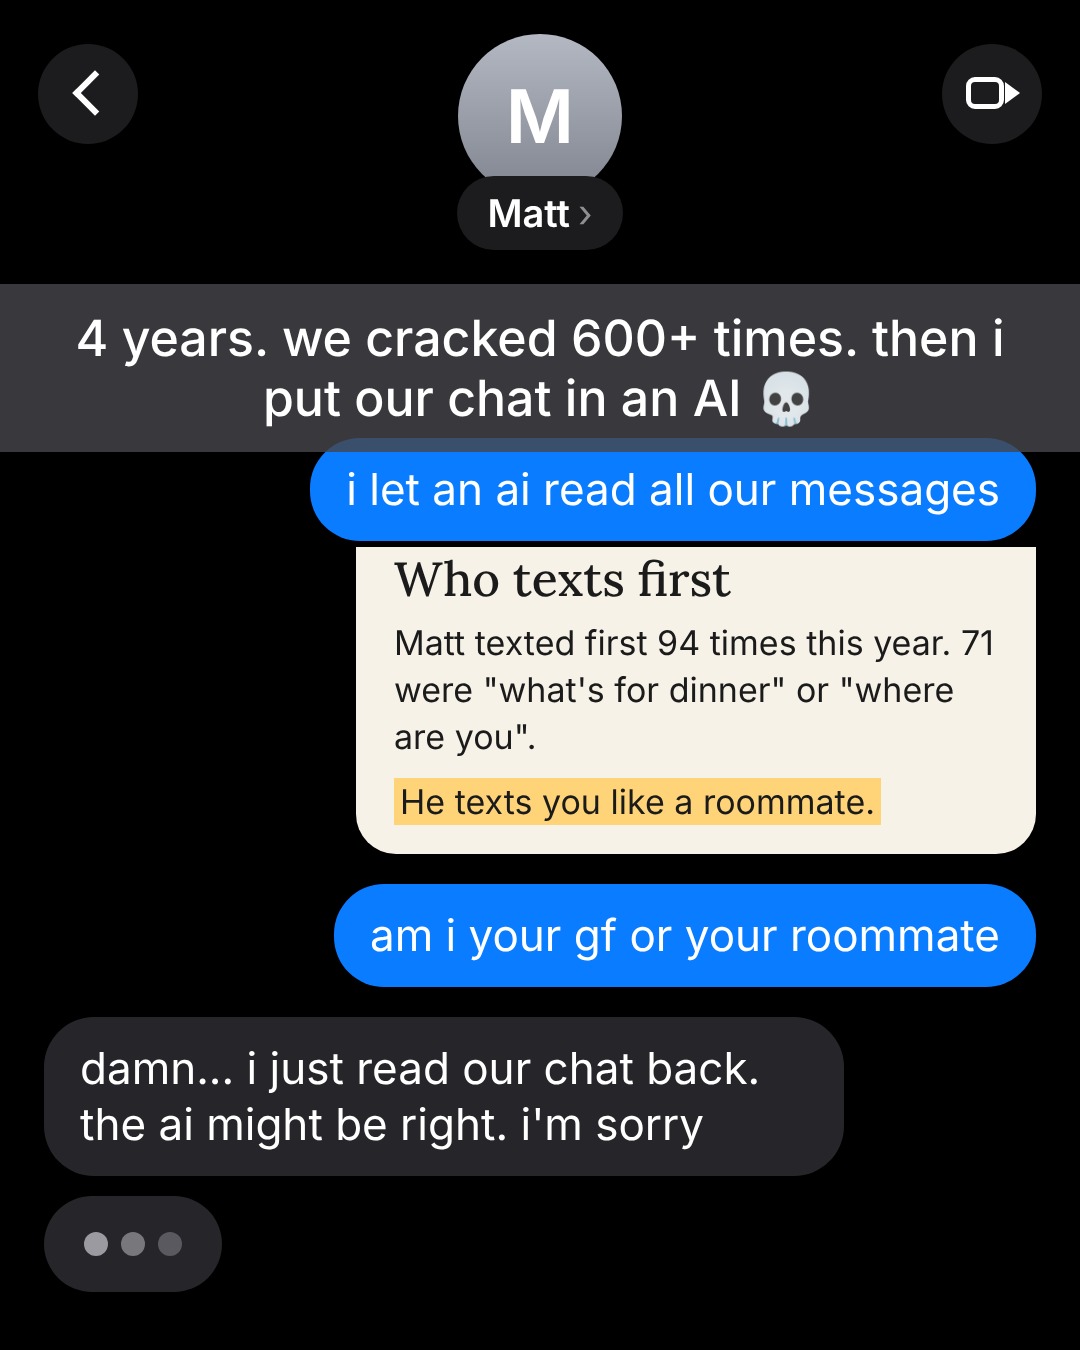 M
Matt ›
4 years. we cracked 600+ times. then i
put our chat in an AI 💀
i let an ai read all our messages
Who texts first
Matt texted first 94 times this year. 71
were "what's for dinner" or "where
are you".
He texts you like a roommate.
am i your gf or your roommate
damn... i just read our chat back.
the ai might be right. i'm sorry